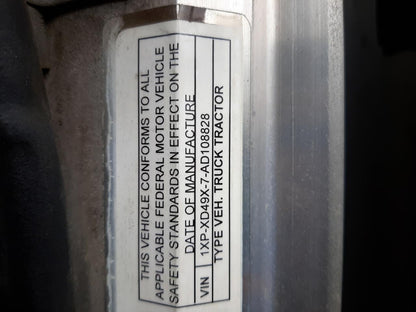 THIS VEHICLE CONFORMS TO ALL
APPLICABLE FEDERAL MOTOR VEHICLE
SAFETY STANDARDS IN EFFECT ON THE
DATE OF MANUFACTURE
VIN 1XP-XD49X-7-AD108828
TYPE VEH. TRUCK TRACTOR